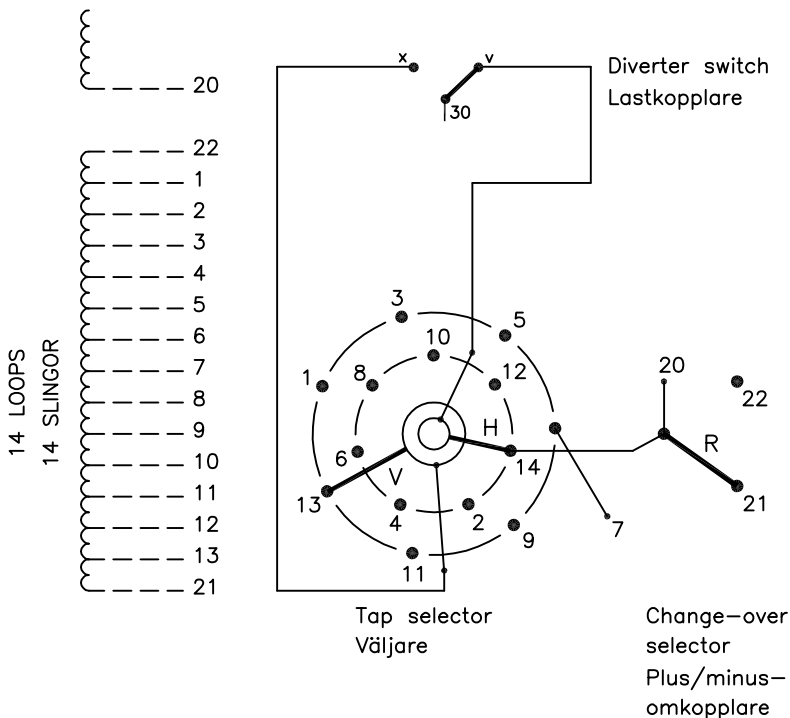 20
22
1
2
3
4
5
6
7
8
9
10
11
12
13
21
14 LOOPS
14 SLINGOR
x
v
30
Diverter switch
Lastkopplare
3
5
10
1
8
12
H
6
14
V
13
4
2
9
11
7
Tap selector
Väljare
20
22
R
21
Change-over
selector
Plus/minus-
omkopplare